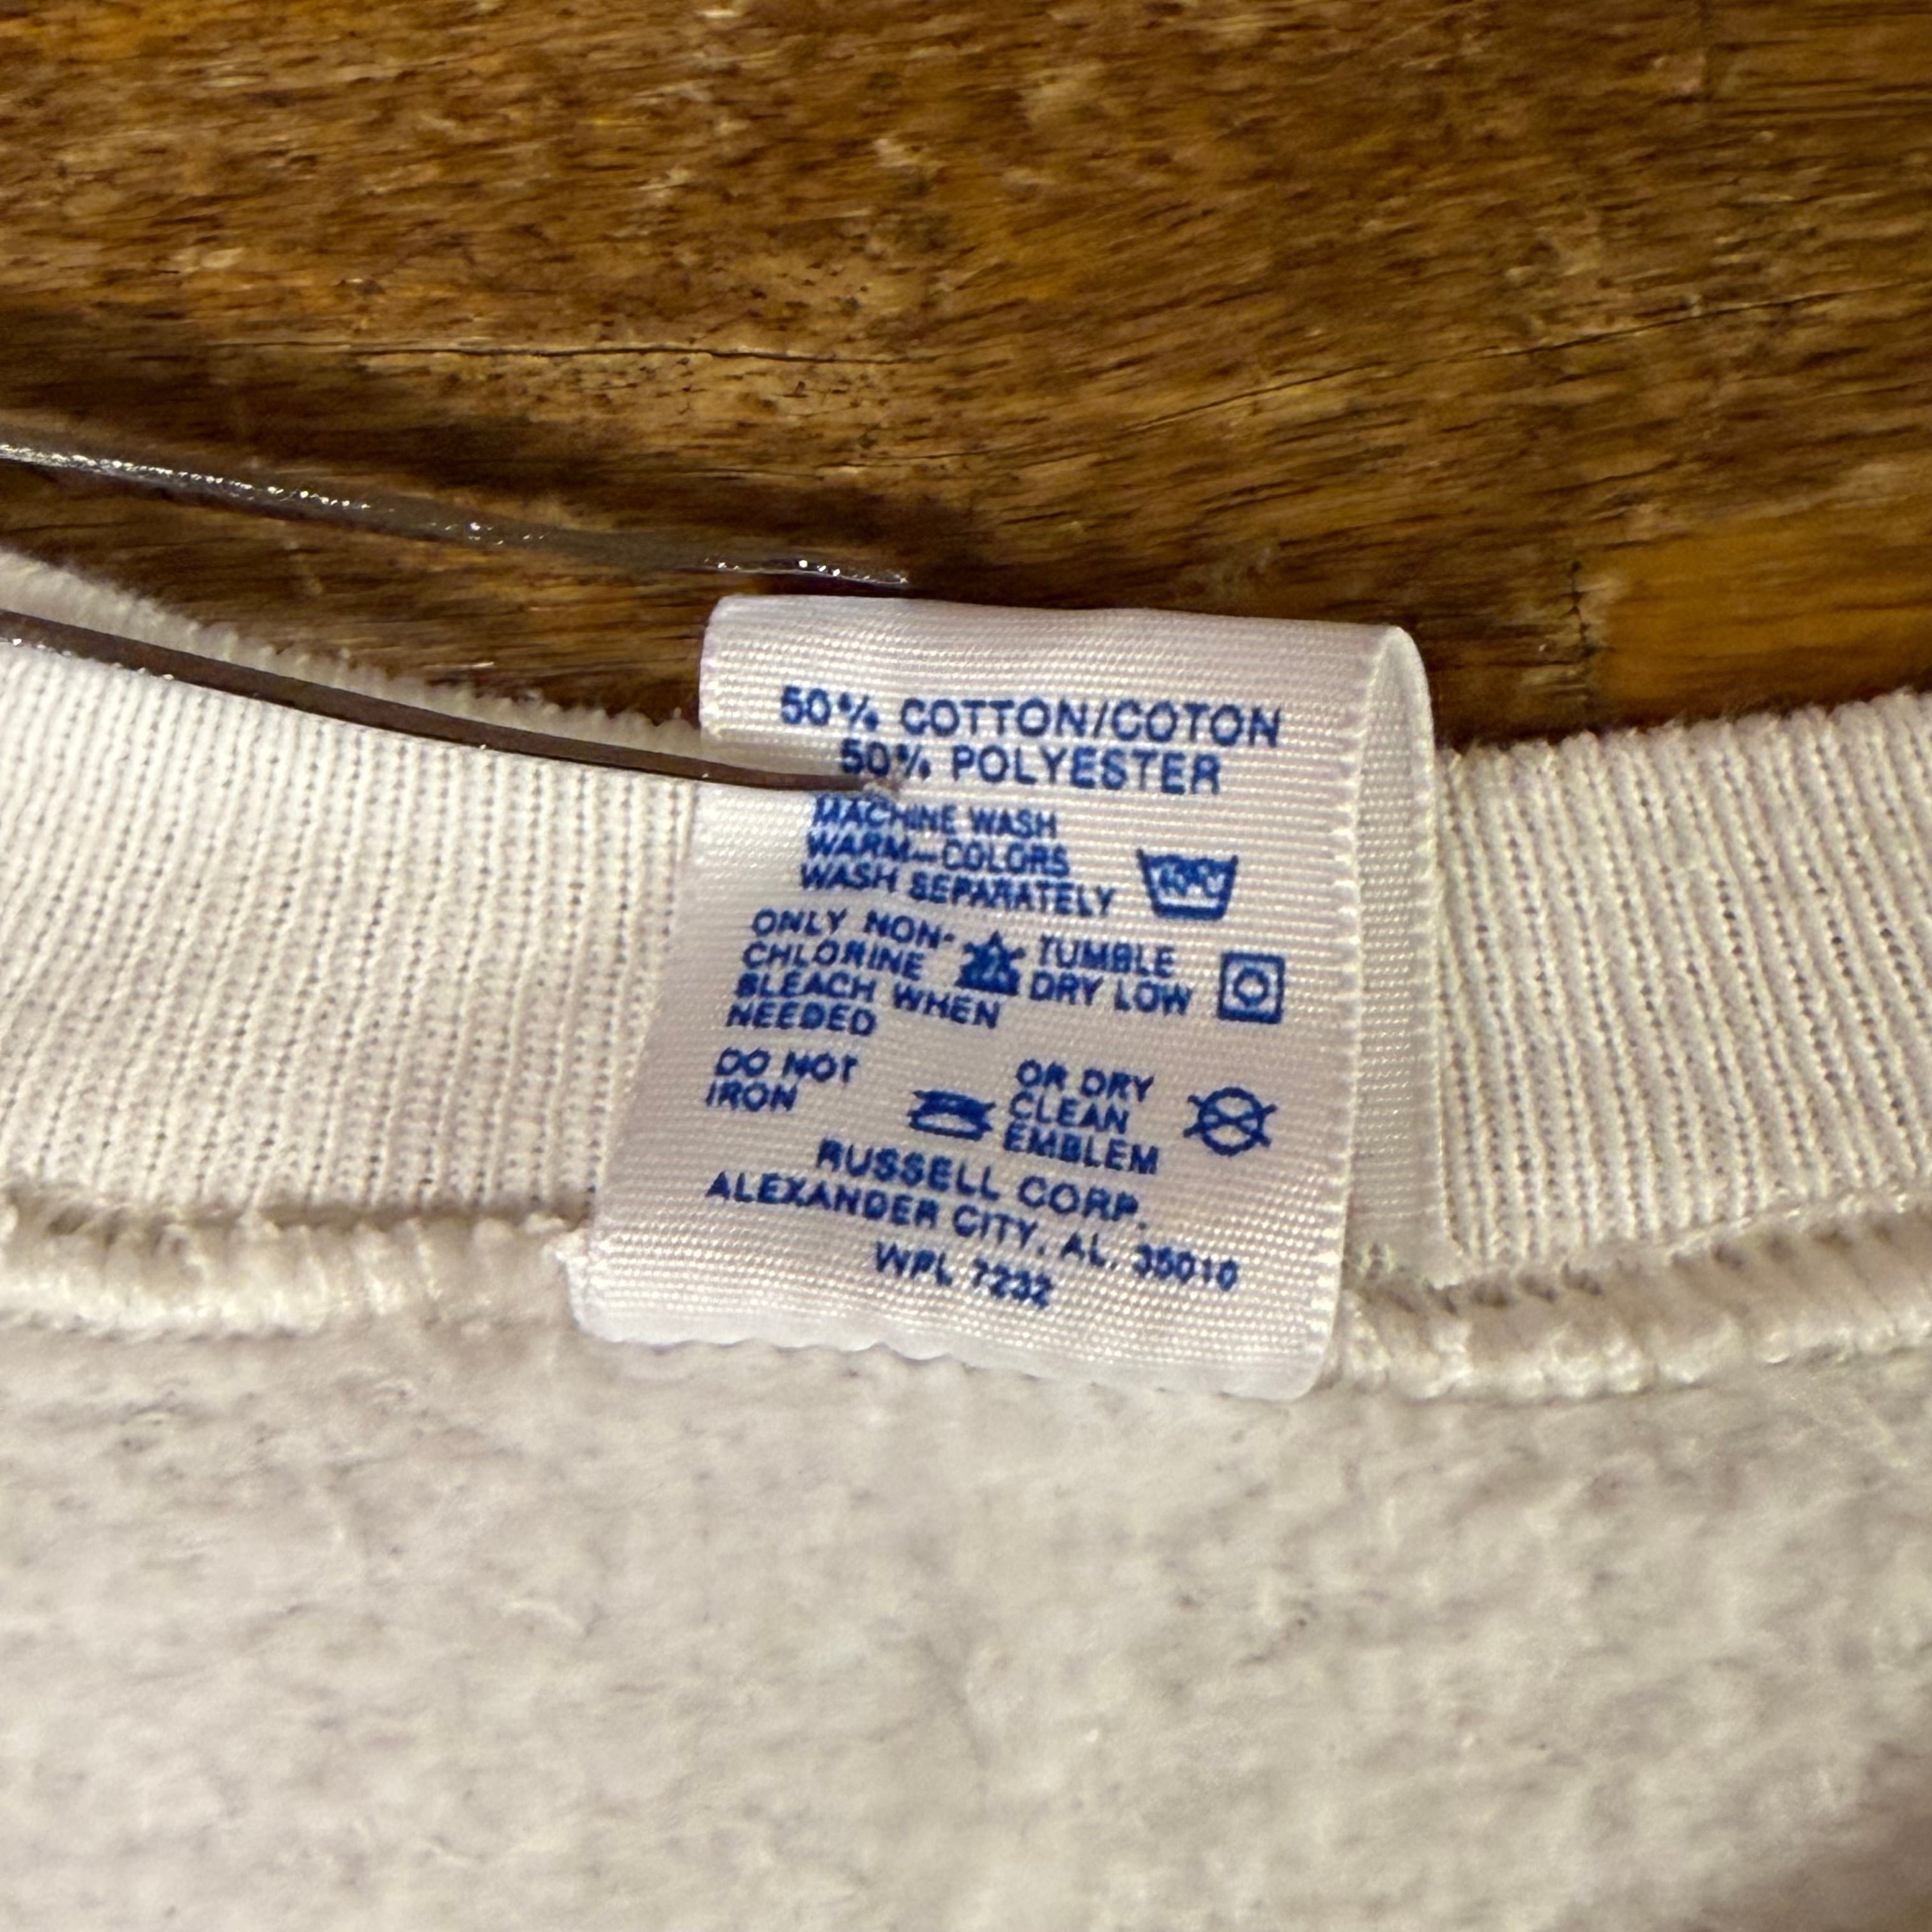 50% COTTON/COTON
50% POLYESTER
MACHINE WASH
WARM-COLORS
WASH SEPARATELY
ONLY NON-
CHLORINE
BLEACH WHEN
NEEDED
TUMBLE
DRY LOW
DO NOT
IRON
OR DRY
CLEAN
EMBLEM
RUSSELL CORP.
ALEXANDER CITY, AL. 35010
WPL 7232